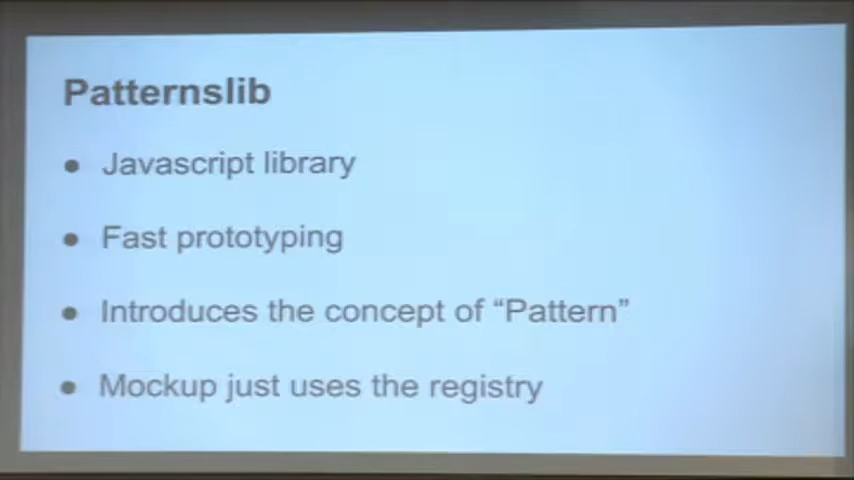 Patternslib
● Javascript library
● Fast prototyping
● Introduces the concept of “Pattern”
● Mockup just uses the registry